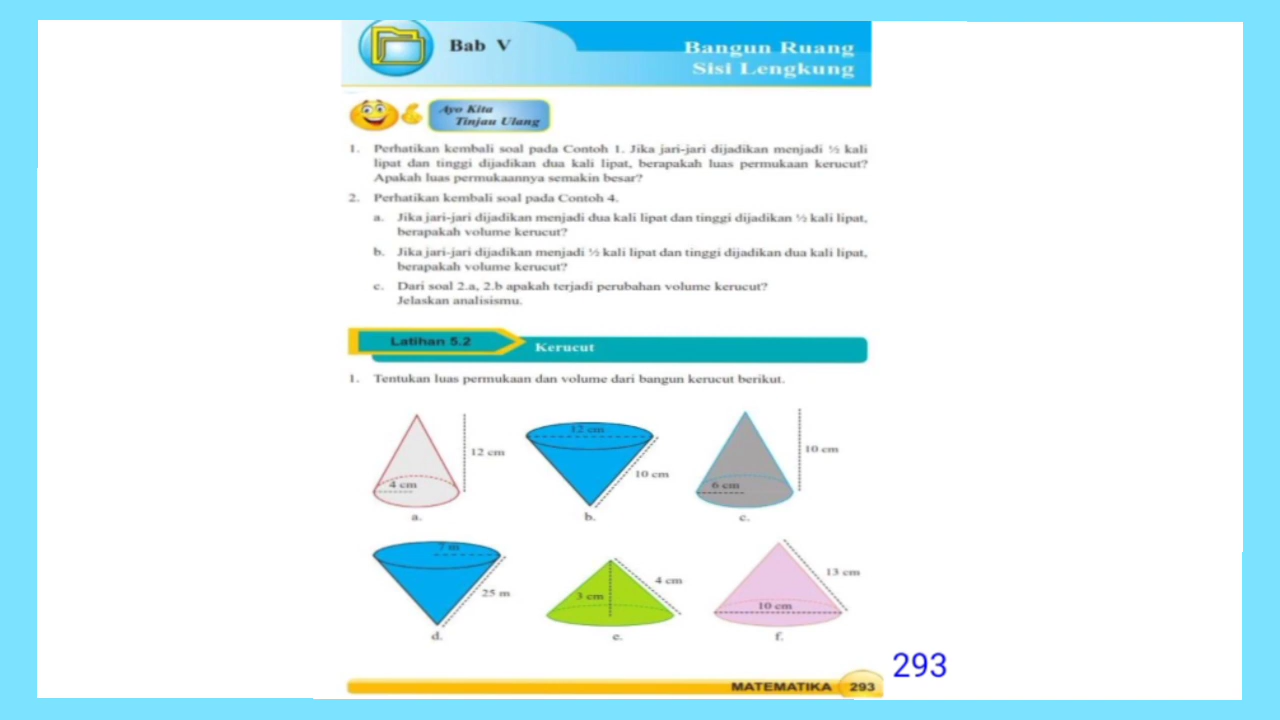 Bab V
Bangun Ruang
Sisi Lengkung
Ayo Kita
Tinjau Ulang
1. Perhatikan kembali soal pada Contoh 1. Jika jari-jari dijadikan menjadi ½ kali
lipat dan tinggi dijadikan dua kali lipat, berapakah luas permukaan kerucut?
Apakah luas permukaannya semakin besar?
2. Perhatikan kembali soal pada Contoh 4.
a. Jika jari-jari dijadikan menjadi dua kali lipat dan tinggi dijadikan ½ kali lipat,
berapakah volume kerucut?
b. Jika jari-jari dijadikan menjadi ½ kali lipat dan tinggi dijadikan dua kali lipat,
berapakah volume kerucut?
c. Dari soal 2.a, 2.b apakah terjadi perubahan volume kerucut?
Jelaskan analisismu.
Latihan 5.2
Kerucut
1. Tentukan luas permukaan dan volume dari bangun kerucut berikut.
12 cm
4 cm
a.
12 cm
10 cm
b.
10 cm
6 cm
c.
7 m
25 m
d.
4 cm
3 cm
e.
13 cm
10 cm
f.
293
MATEMATIKA 293